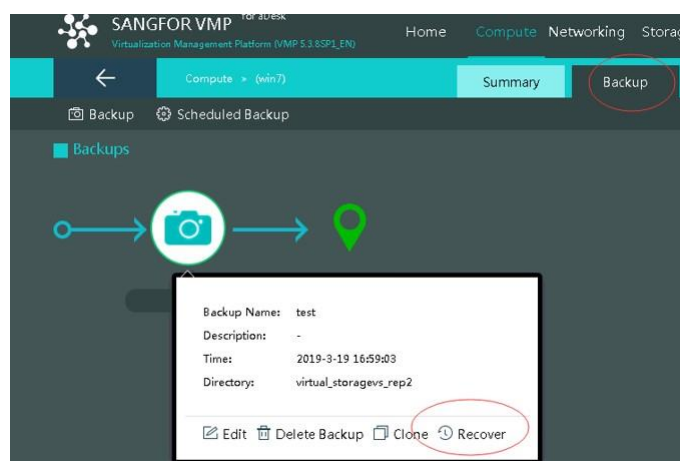 SANGFOR VMP for aDesk
Virtualization Management Platform (VMP 5.3.8SP1_EN)
Home Compute Networking Storag
Compute > (win7)
Summary Backup
Backup Scheduled Backup
Backups
Backup Name: test
Description: -
Time: 2019-3-19 16:59:03
Directory: virtual_storagevs_rep2
Edit Delete Backup Clone Recover